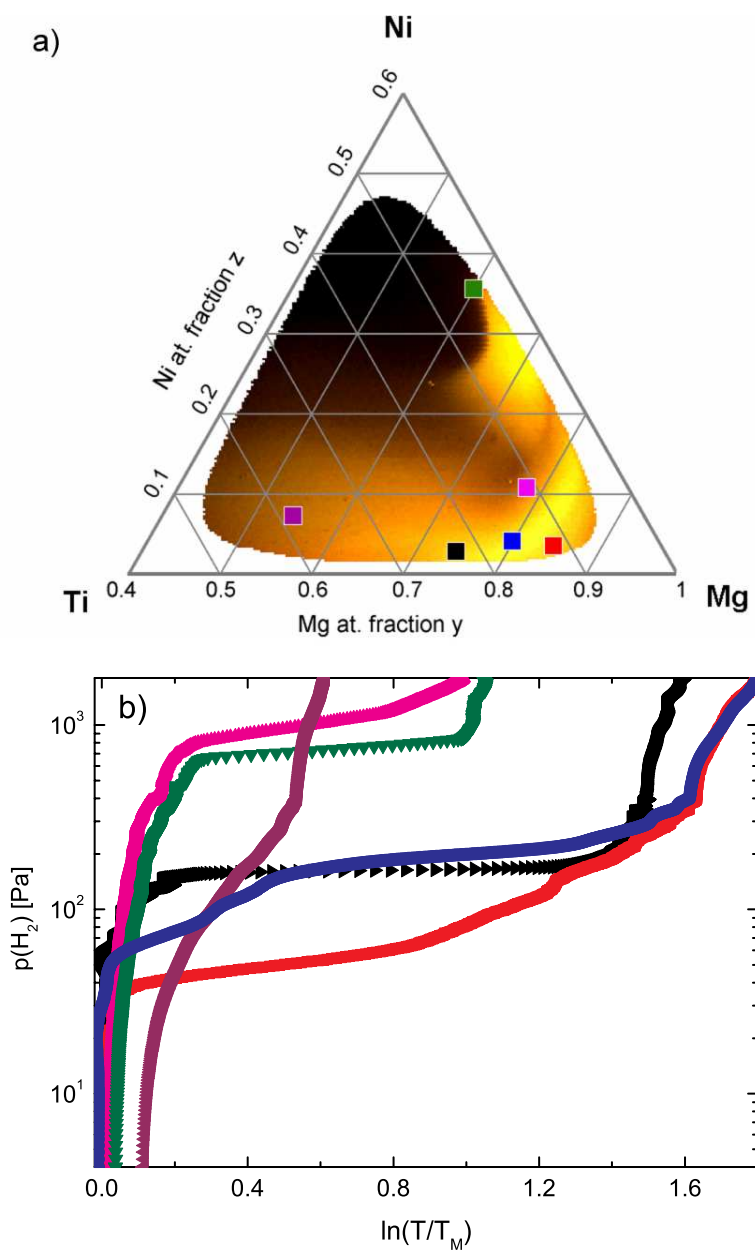 a)
Ni
0.6
0.5
0.4
0.3
0.2
0.1
Ni at. fraction z
Ti
0.4
0.5
0.6
0.7
0.8
0.9
1
Mg
Mg at. fraction y
b)
10³
10²
10¹
p(H₂) [Pa]
0.0
0.4
0.8
1.2
1.6
ln(T/T_M)